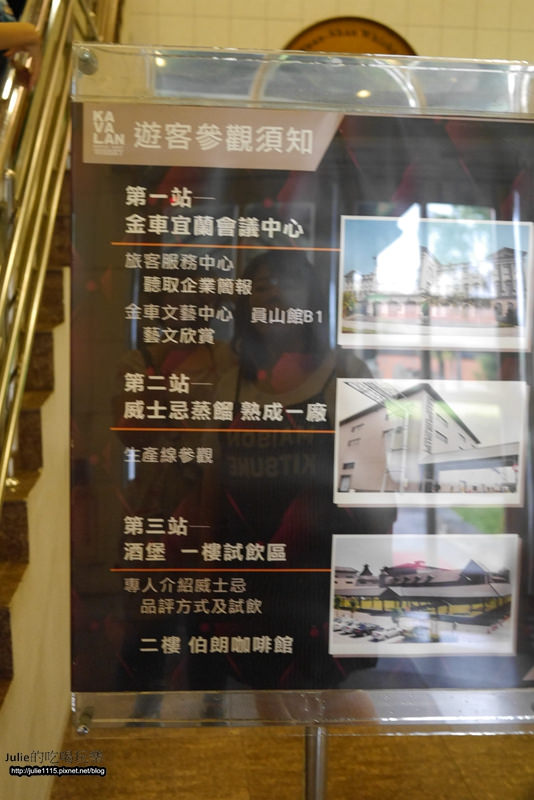 KA
VA
LAN
遊客參觀須知
第一站—
金車宜蘭會議中心
旅客服務中心
聽取企業簡報
金車文藝中心 員山館B1
藝文欣賞
第二站—
威士忌蒸餾 熟成一廠
生產線參觀
第三站—
酒堡 一樓試飲區
專人介紹威士忌
品評方式及試飲
二樓 伯朗咖啡館
MAISON
KITSUNE
Julie的吃喝玩樂
http://julie1115.pixnet.net/blog